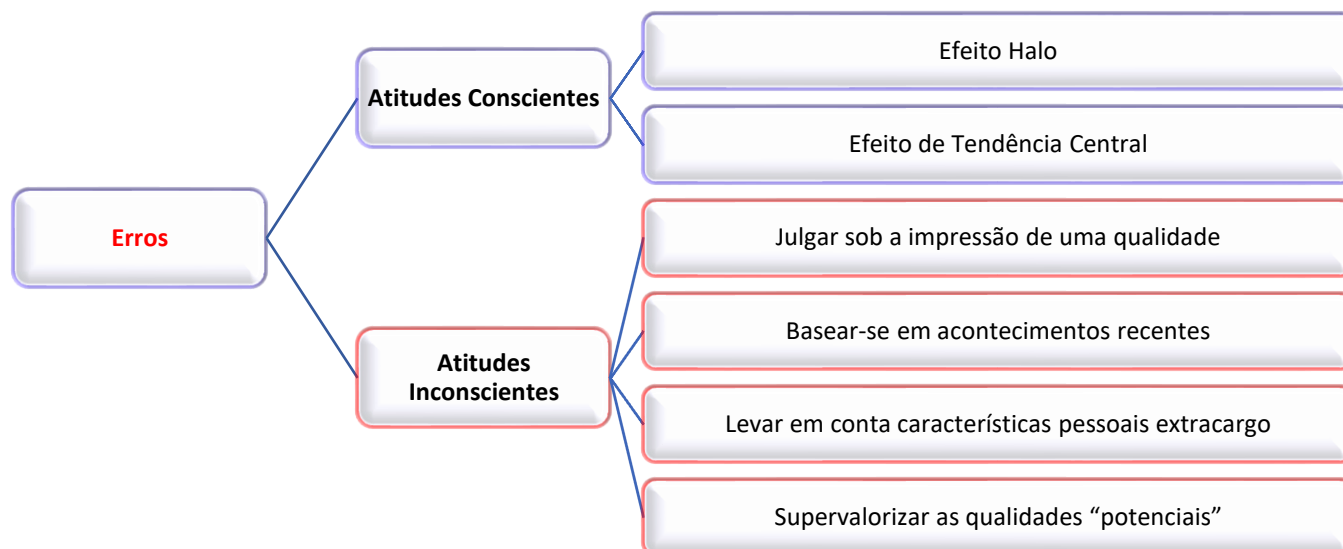 Erros
Atitudes Conscientes
Efeito Halo
Efeito de Tendência Central
Atitudes
Inconscientes
Julgar sob a impressão de uma qualidade
Basear-se em acontecimentos recentes
Levar em conta características pessoais extracargo
Supervalorizar as qualidades “potenciais”